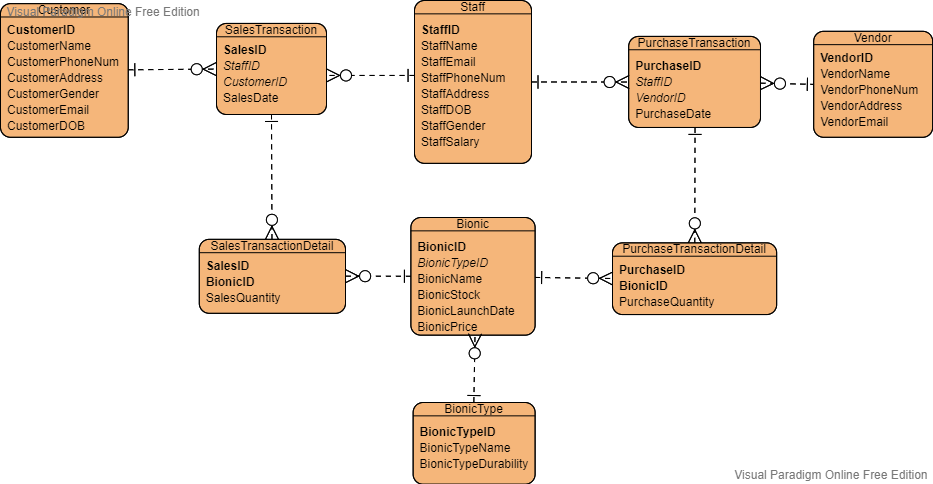 Visual Paradigm Online Free Edition
Customer
CustomerID
CustomerName
CustomerPhoneNum
CustomerAddress
CustomerGender
CustomerEmail
CustomerDOB
SalesTransaction
SalesID
StaffID
CustomerID
SalesDate
Staff
StaffID
StaffName
StaffEmail
StaffPhoneNum
StaffAddress
StaffDOB
StaffGender
StaffSalary
PurchaseTransaction
PurchaseID
StaffID
VendorID
PurchaseDate
Vendor
VendorID
VendorName
VendorPhoneNum
VendorAddress
VendorEmail
SalesTransactionDetail
SalesID
BionicID
SalesQuantity
Bionic
BionicID
BionicTypeID
BionicName
BionicStock
BionicLaunchDate
BionicPrice
PurchaseTransactionDetail
PurchaseID
BionicID
PurchaseQuantity
BionicType
BionicTypeID
BionicTypeName
BionicTypeDurability
Visual Paradigm Online Free Edition